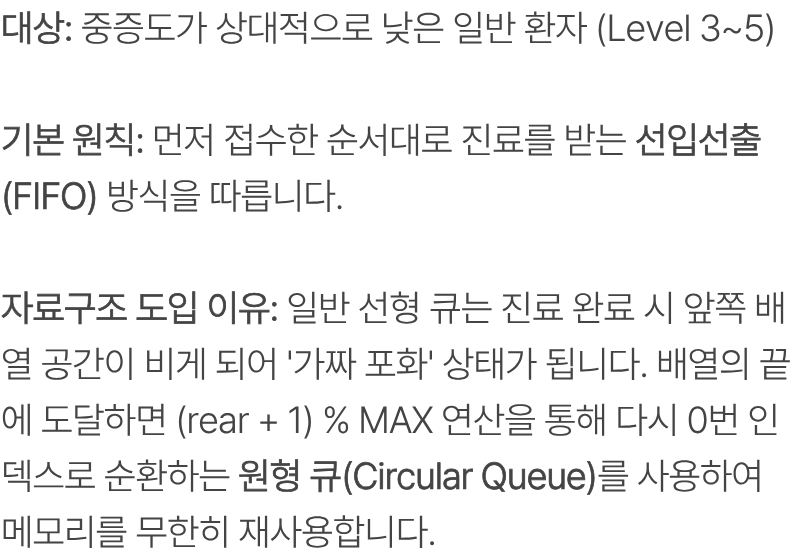 대상: 중증도가 상대적으로 낮은 일반 환자 (Level 3~5)
기본 원칙: 먼저 접수한 순서대로 진료를 받는 선입선출
(FIFO) 방식을 따릅니다.
자료구조 도입 이유: 일반 선형 큐는 진료 완료 시 앞쪽 배
열 공간이 비게 되어 '가짜 포화' 상태가 됩니다. 배열의 끝
에 도달하면 (rear + 1) % MAX 연산을 통해 다시 0번 인
덱스로 순환하는 원형 큐(Circular Queue)를 사용하여
메모리를 무한히 재사용합니다.